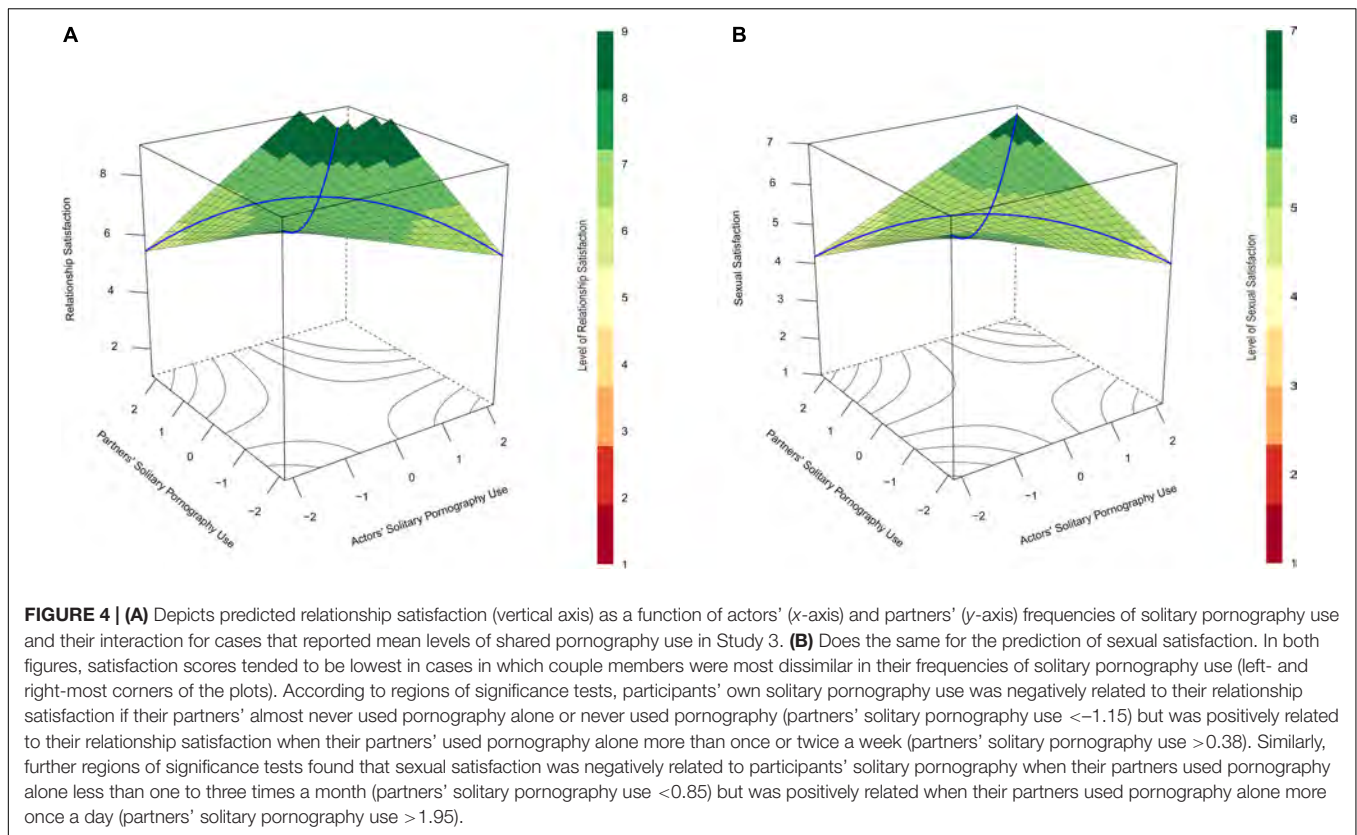 A
B
9
8
7
6
5
4
3
2
1
Level of Relationship Satisfaction
8
6
4
2
Relationship Satisfaction
2
1
0
−1
−2
Partners' Solitary Pornography Use
−2
−1
0
1
2
Actors' Solitary Pornography Use
7
6
5
4
3
2
1
Level of Sexual Satisfaction
7
6
5
4
3
2
1
Sexual Satisfaction
2
1
0
−1
−2
Partners' Solitary Pornography Use
−2
−1
0
1
2
Actors' Solitary Pornography Use
FIGURE 4 | (A) Depicts predicted relationship satisfaction (vertical axis) as a function of actors' (x-axis) and partners' (y-axis) frequencies of solitary pornography use
and their interaction for cases that reported mean levels of shared pornography use in Study 3. (B) Does the same for the prediction of sexual satisfaction. In both
figures, satisfaction scores tended to be lowest in cases in which couple members were most dissimilar in their frequencies of solitary pornography use (left- and
right-most corners of the plots). According to regions of significance tests, participants' own solitary pornography use was negatively related to their relationship
satisfaction if their partners' almost never used pornography alone or never used pornography (partners' solitary pornography use <–1.15) but was positively related
to their relationship satisfaction when their partners' used pornography alone more than once or twice a week (partners' solitary pornography use >0.38). Similarly,
further regions of significance tests found that sexual satisfaction was negatively related to participants' solitary pornography when their partners used pornography
alone less than one to three times a month (partners' solitary pornography use <0.85) but was positively related when their partners used pornography alone more
once a day (partners' solitary pornography use >1.95).